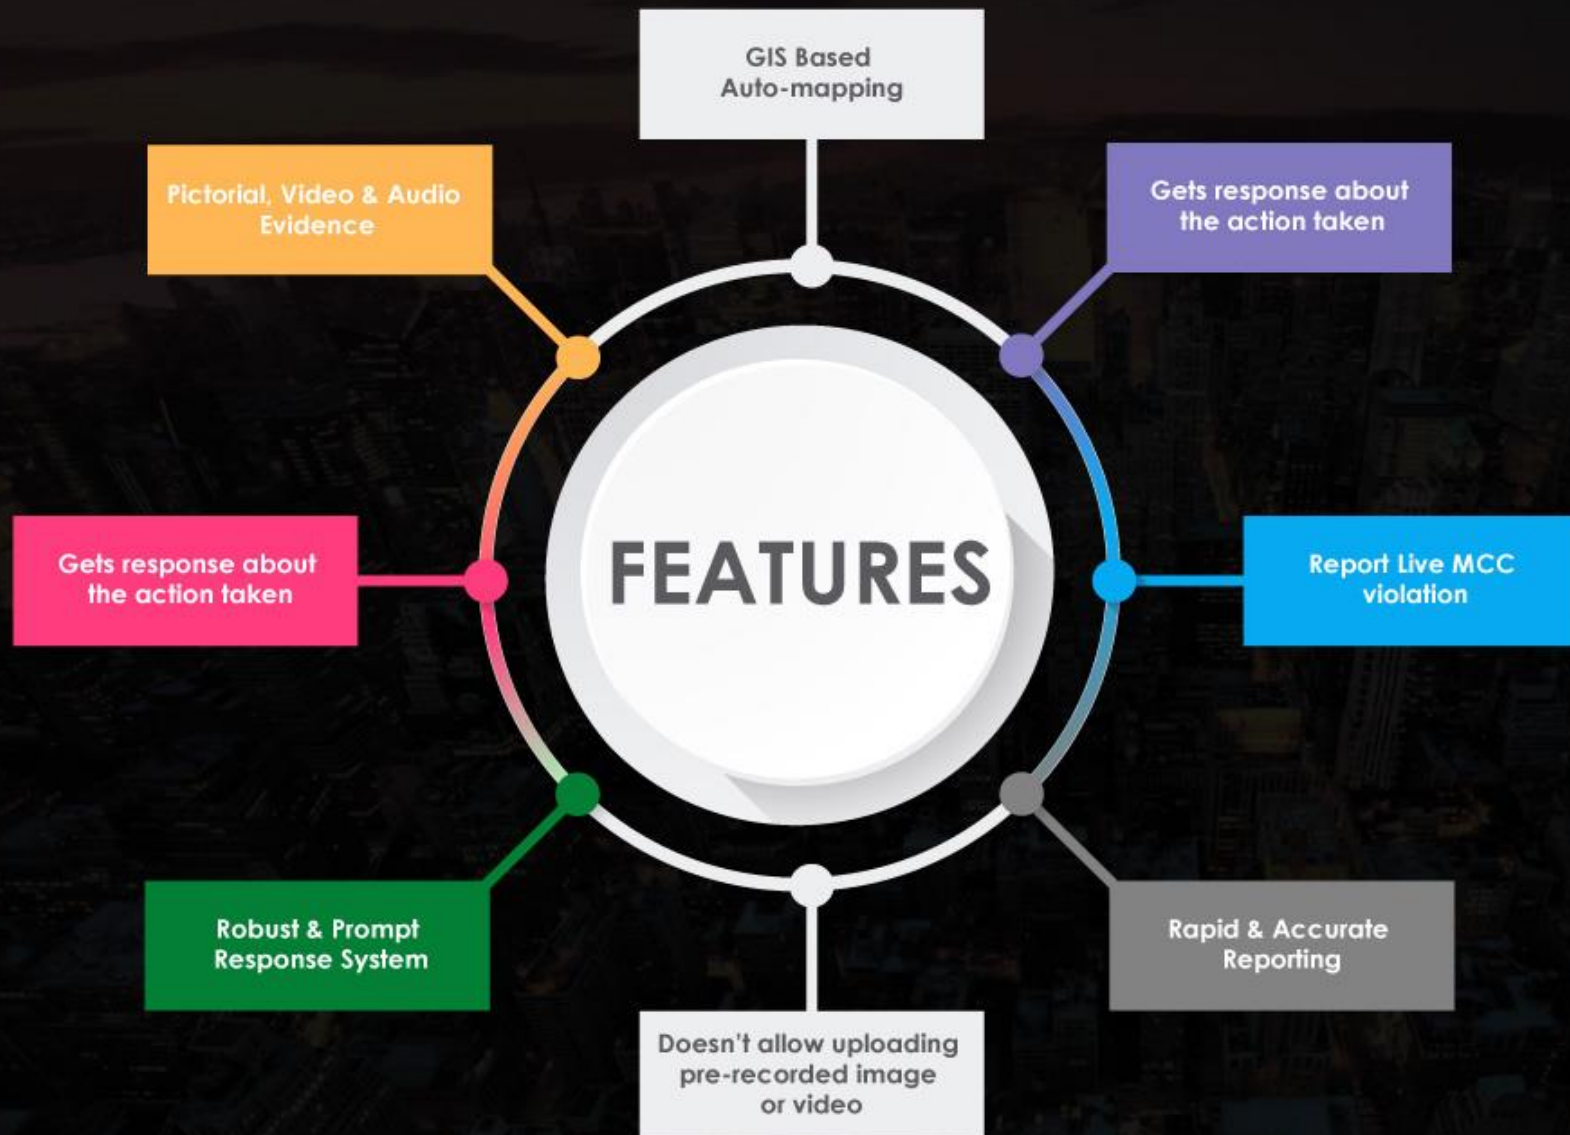 GIS Based
Auto-mapping
Pictorial, Video & Audio
Evidence
Gets response about
the action taken
FEATURES
Gets response about
the action taken
Report Live MCC
violation
Robust & Prompt
Response System
Rapid & Accurate
Reporting
Doesn't allow uploading
pre-recorded image
or video